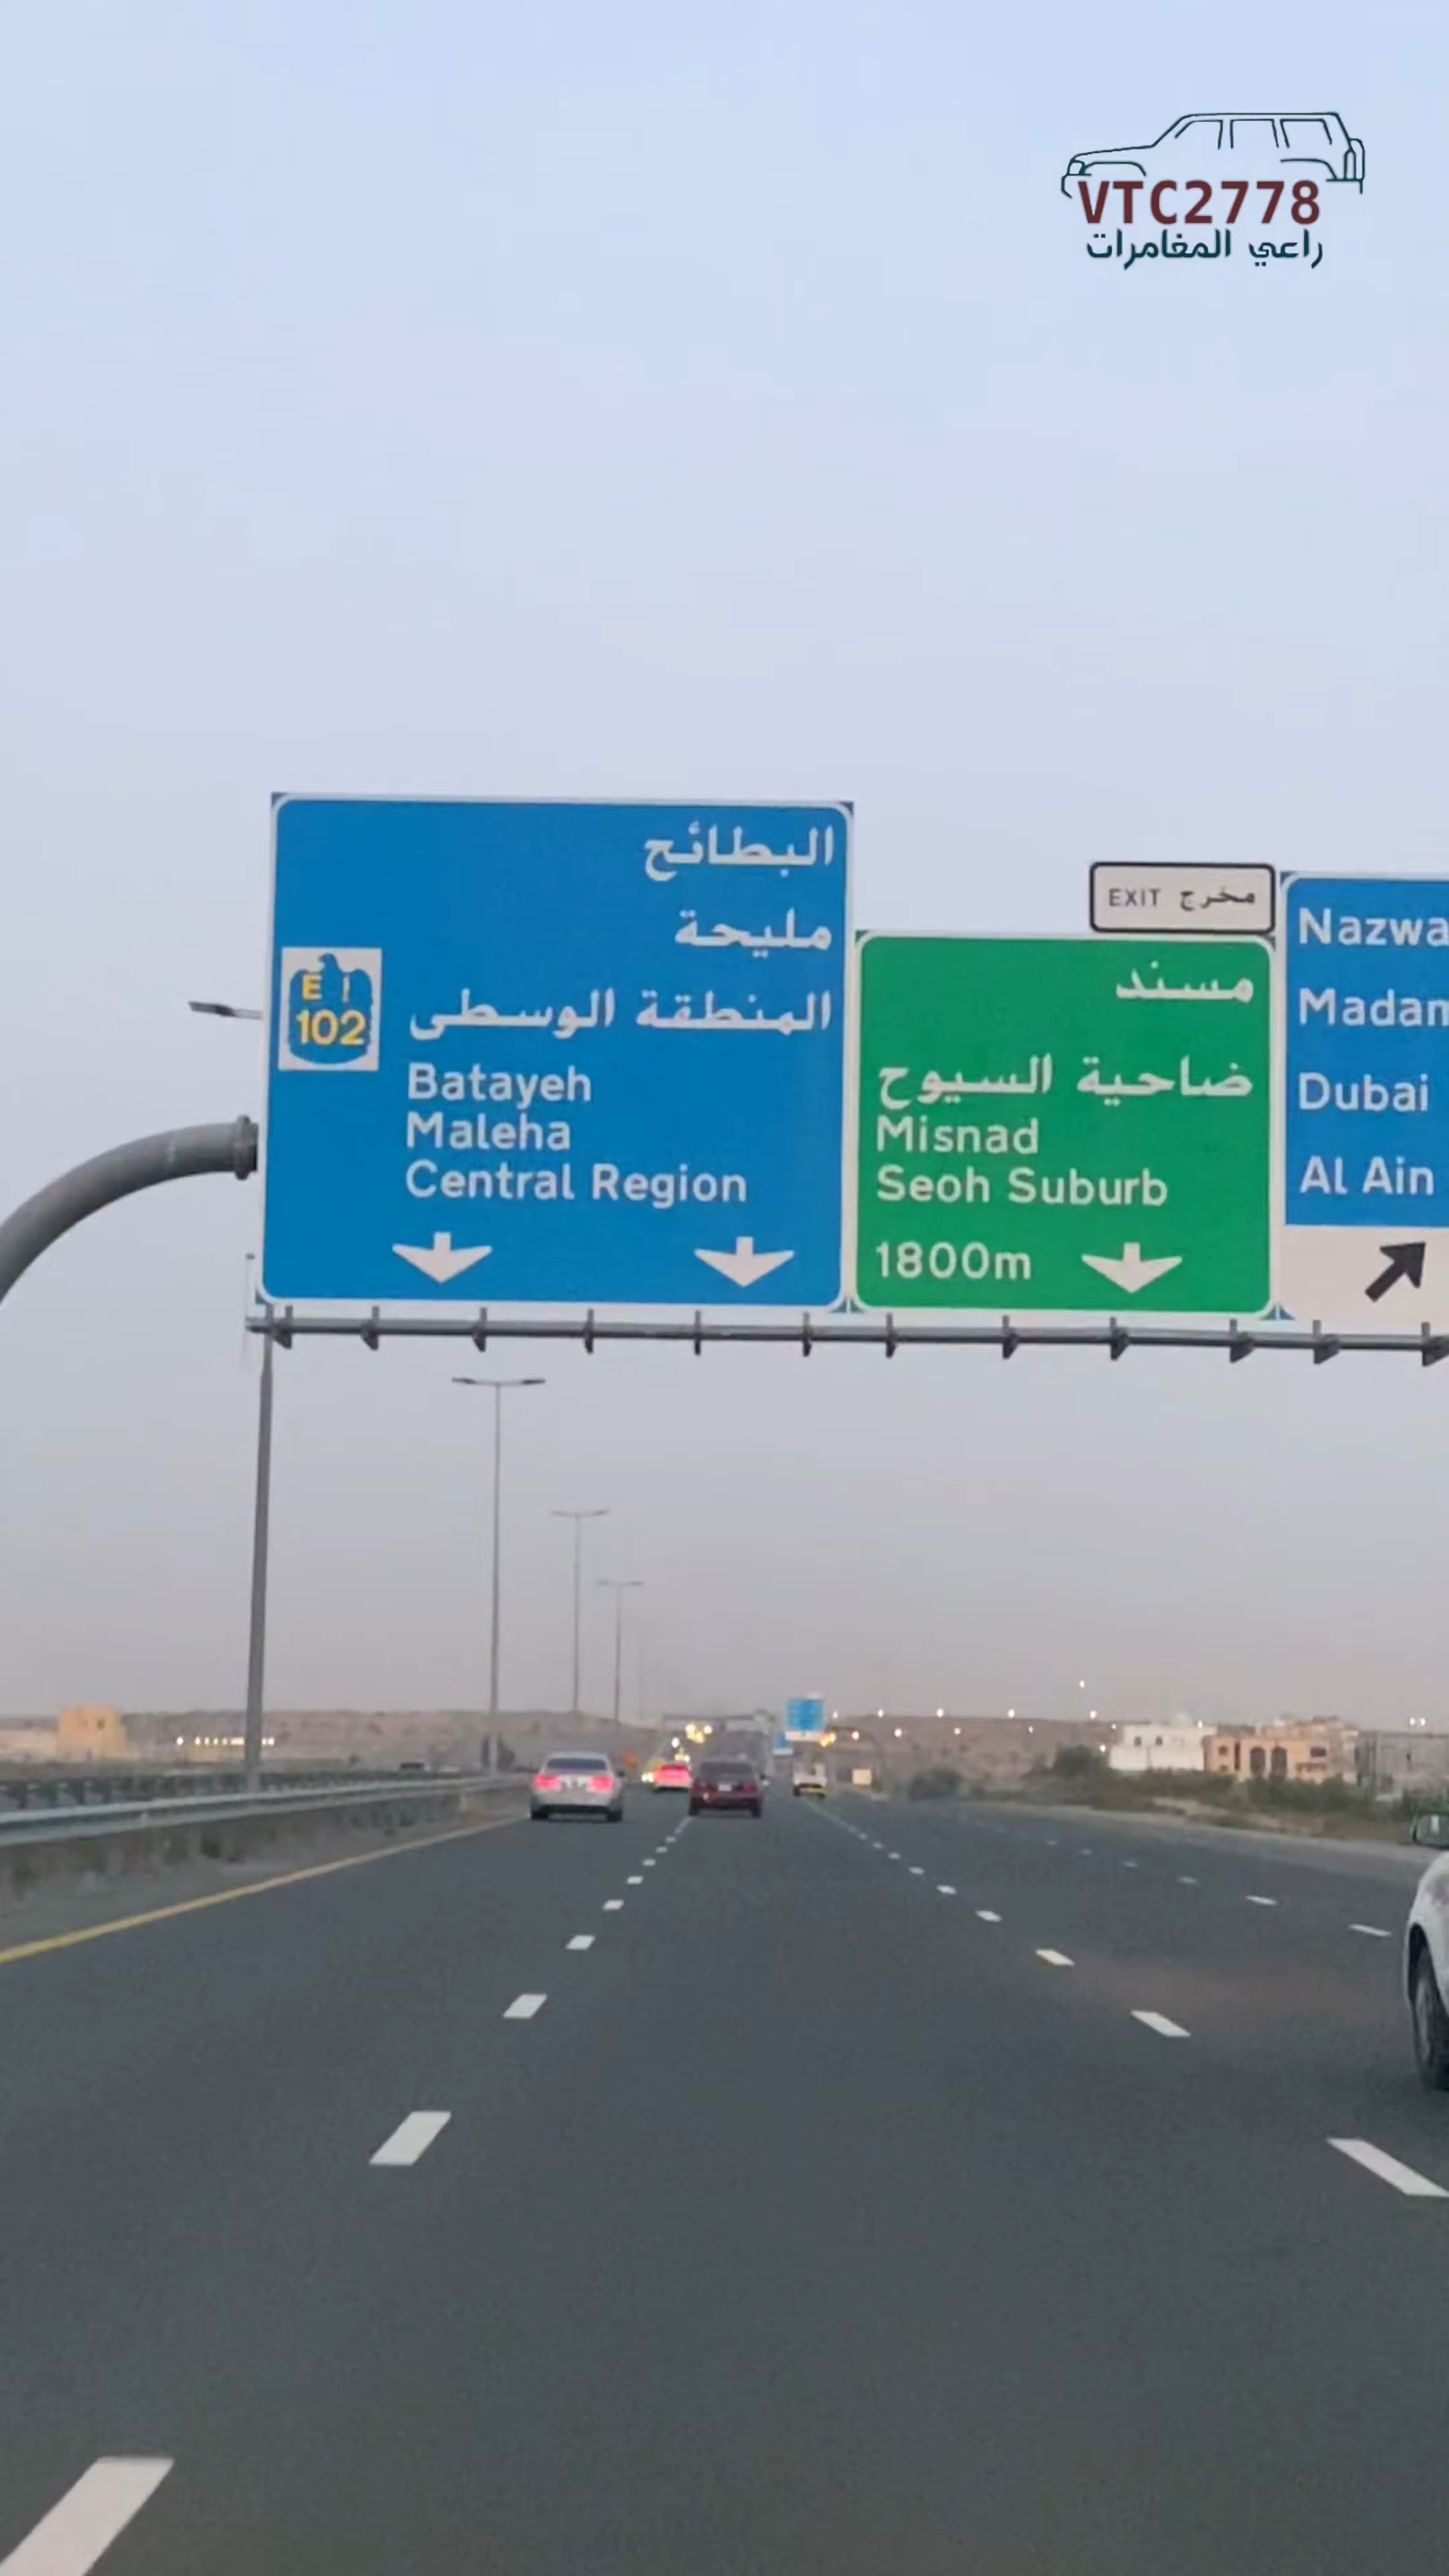 VTC2778
راعي المغامرات
البطائح
مليحة
المنطقة الوسطى
E
102
Batayeh
Maleha
Central Region
EXIT مخرج
مسند
ضاحية السيوح
Misnad
Seoh Suburb
1800m
Nazwa
Madam
Dubai
Al Ain